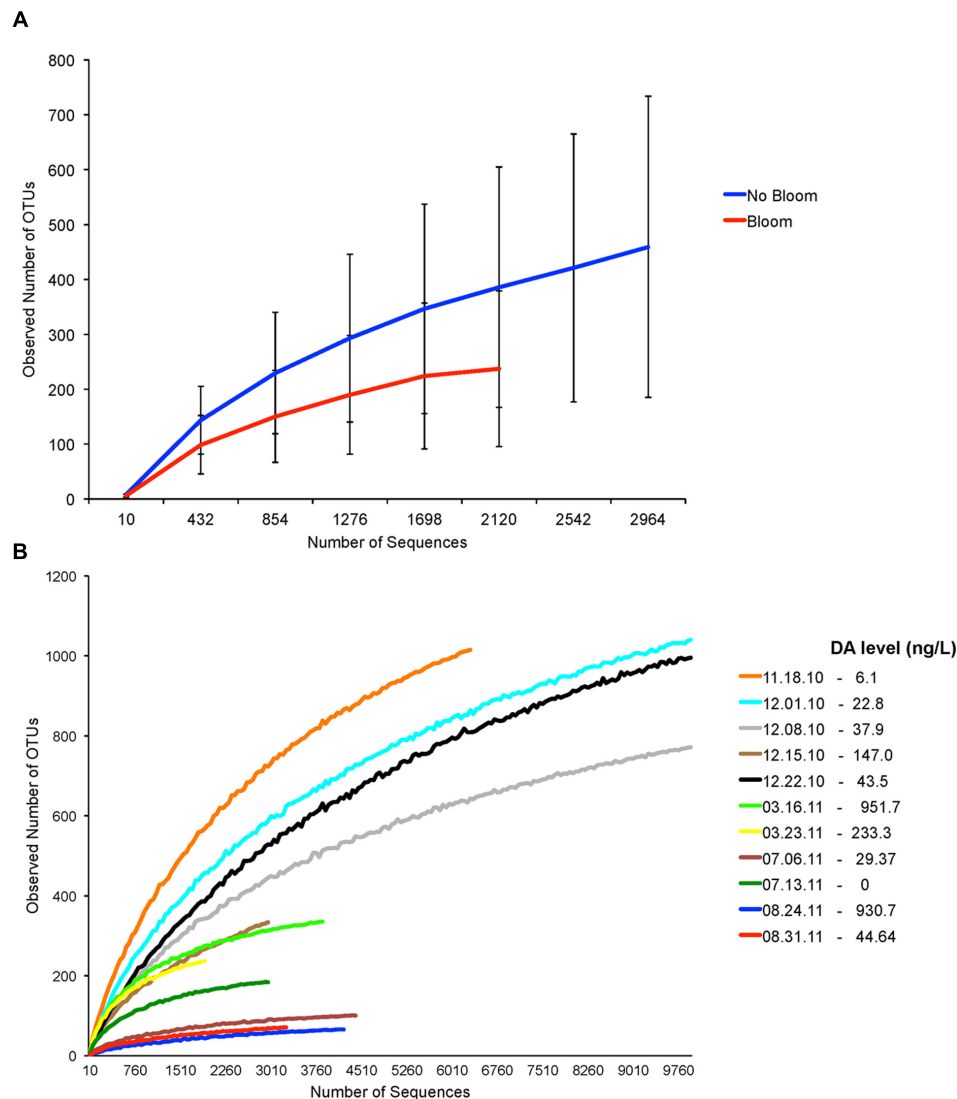 A
800
700
600
500
400
300
200
100
0
Observed Number of OTUs
10 432 854 1276 1698 2120 2542 2964
Number of Sequences
No Bloom
Bloom
B
1200
1000
800
600
400
200
0
Observed Number of OTUs
10 760 1510 2260 3010 3760 4510 5260 6010 6760 7510 8260 9010 9760
Number of Sequences
DA level (ng/L)
11.18.10 - 6.1
12.01.10 - 22.8
12.08.10 - 37.9
12.15.10 - 147.0
12.22.10 - 43.5
03.16.11 - 951.7
03.23.11 - 233.3
07.06.11 - 29.37
07.13.11 - 0
08.24.11 - 930.7
08.31.11 - 44.64